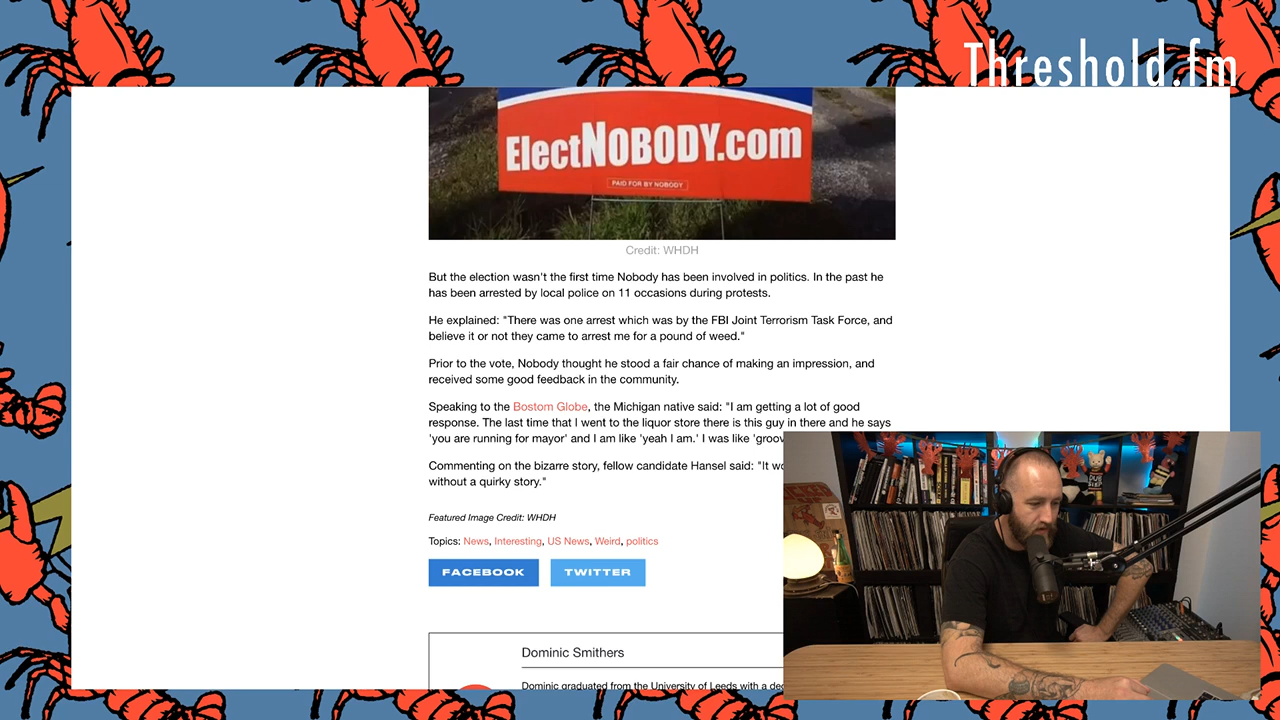 Threshold.fm
ElectNOBODY.com
PAID FOR BY NOBODY
Credit: WHDH
But the election wasn't the first time Nobody has been involved in politics. In the past he
has been arrested by local police on 11 occasions during protests.
He explained: "There was one arrest which was by the FBI Joint Terrorism Task Force, and
believe it or not they came to arrest me for a pound of weed."
Prior to the vote, Nobody thought he stood a fair chance of making an impression, and
received some good feedback in the community.
Speaking to the Bostom Globe, the Michigan native said: "I am getting a lot of good
response. The last time that I went to the liquor store there is this guy in there and he says
'you are running for mayor' and I am like 'yeah I am.' I was like
Commenting on the bizarre story, fellow candidate Hansel said: "It
without a quirky story."
Featured Image Credit: WHDH
Topics: News, Interesting, US News, Weird, politics
FACEBOOK TWITTER
Dominic Smithers
Dominic graduated from the University of Leeds with a